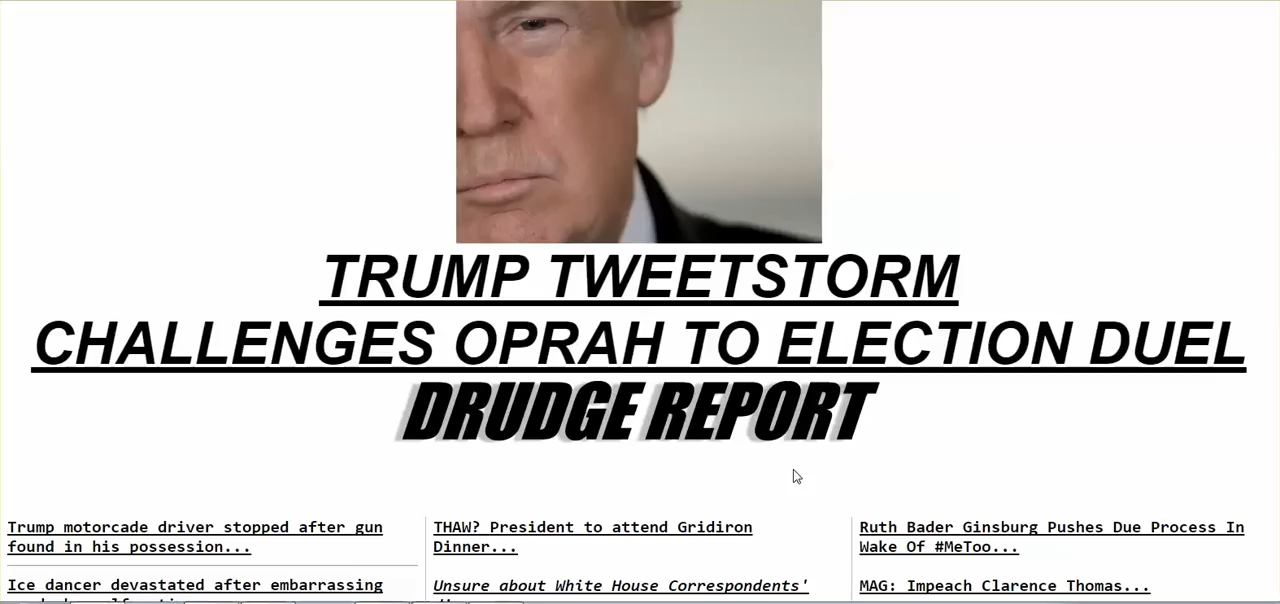 TRUMP TWEETSTORM
CHALLENGES OPRAH TO ELECTION DUEL
DRUDGE REPORT
Trump motorcade driver stopped after gun
found in his possession...
Ice dancer devastated after embarrassing
THAW? President to attend Gridiron
Dinner...
Unsure about White House Correspondents'
Ruth Bader Ginsburg Pushes Due Process In
Wake Of #MeToo...
MAG: Impeach Clarence Thomas...